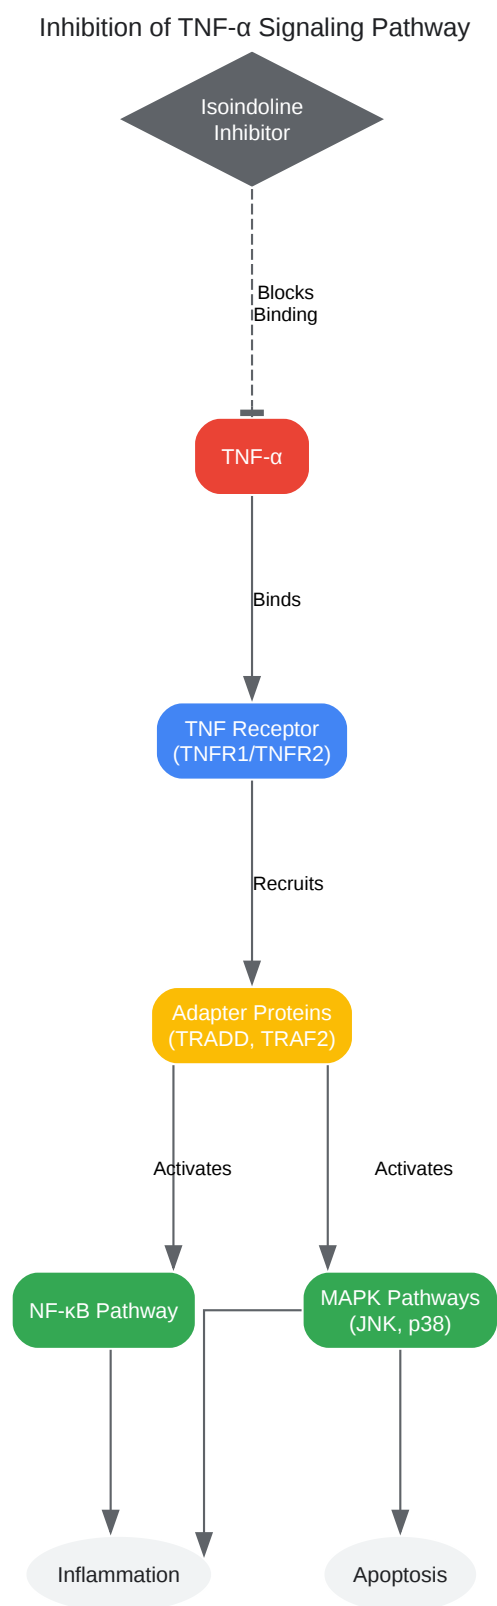 Inhibition of TNF-α Signaling Pathway
Isoindoline
Inhibitor
Blocks
Binding
TNF-α
Binds
TNF Receptor
(TNFR1/TNFR2)
Recruits
Adapter Proteins
(TRADD, TRAF2)
Activates
Activates
NF-κB Pathway
MAPK Pathways
(JNK, p38)
Inflammation
Apoptosis